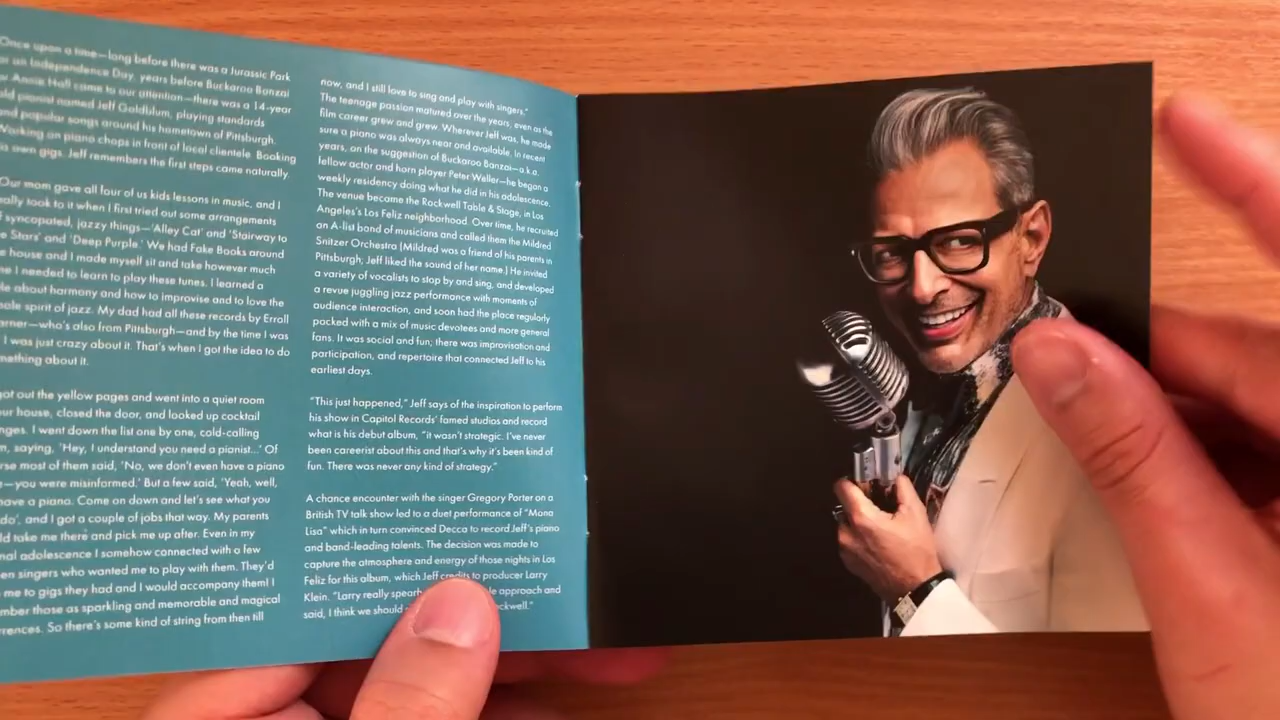 Once upon a time—long before there was a Jurassic Park
an Independence Day, years before Buckaroo Banzai
Annie Hall came to our attention—there was a 14-year
old pianist named Jeff Goldblum, playing standards
and popular songs around his hometown of Pittsburgh.
Working on piano chops in front of local clientele. Booking
his own gigs. Jeff remembers the first steps came naturally.
"Our mom gave all four of us kids lessons in music, and I
really took to it when I first tried out some arrangements
syncopated, jazzy things—'Alley Cat' and 'Stairway to
Stars' and 'Deep Purple.' We had Fake Books around
house and I made myself sit and take however much
I needed to learn to play these tunes. I learned a
about harmony and how to improvise and to love the
spirit of jazz. My dad had all these records by Erroll
Garner—who's also from Pittsburgh—and by the time I was
I was just crazy about it. That's when I got the idea to do
something about it.
got out the yellow pages and went into a quiet room
our house, closed the door, and looked up cocktail
lounges. I went down the list one by one, cold-calling
saying, 'Hey, I understand you need a pianist...' Of
course most of them said, 'No, we don't even have a piano
—you were misinformed.' But a few said, 'Yeah, well,
have a piano. Come on down and let's see what you
do', and I got a couple of jobs that way. My parents
take me there and pick me up after. Even in my
adolescence I somehow connected with a few
singers who wanted me to play with them. They'd
me to gigs they had and I would accompany them! I
remember those as sparkling and memorable and magical
So there's some kind of string from then till
now, and I still love to sing and play with singers."
The teenage passion matured over the years, even as the
film career grew and grew. Wherever Jeff was, he made
sure a piano was always near and available. In recent
years, on the suggestion of Buckaroo Banzai—a.k.a.
fellow actor and horn player Peter Weller—he began a
weekly residency doing what he did in his adolescence.
The venue became the Rockwell Table & Stage, in Los
Angeles's Los Feliz neighborhood. Over time, he recruited
an A-list band of musicians and called them the Mildred
Snitzer Orchestra (Mildred was a friend of his parents in
Pittsburgh; Jeff liked the sound of her name.) He invited
a variety of vocalists to stop by and sing, and developed
a revue juggling jazz performance with moments of
audience interaction, and soon had the place regularly
packed with a mix of music devotees and more general
fans. It was social and fun; there was improvisation and
participation, and repertoire that connected Jeff to his
earliest days.
"This just happened," Jeff says of the inspiration to perform
his show in Capitol Records' famed studios and record
what is his debut album, "it wasn't strategic. I've never
been careerist about this and that's why it's been kind of
fun. There was never any kind of strategy."
A chance encounter with the singer Gregory Porter on a
British TV talk show led to a duet performance of "Mona
Lisa" which in turn convinced Decca to record Jeff's piano
and band-leading talents. The decision was made to
capture the atmosphere and energy of those nights in Los
Feliz for this album, which Jeff credits to producer Larry
Klein. "Larry really approach and
said, I think we should